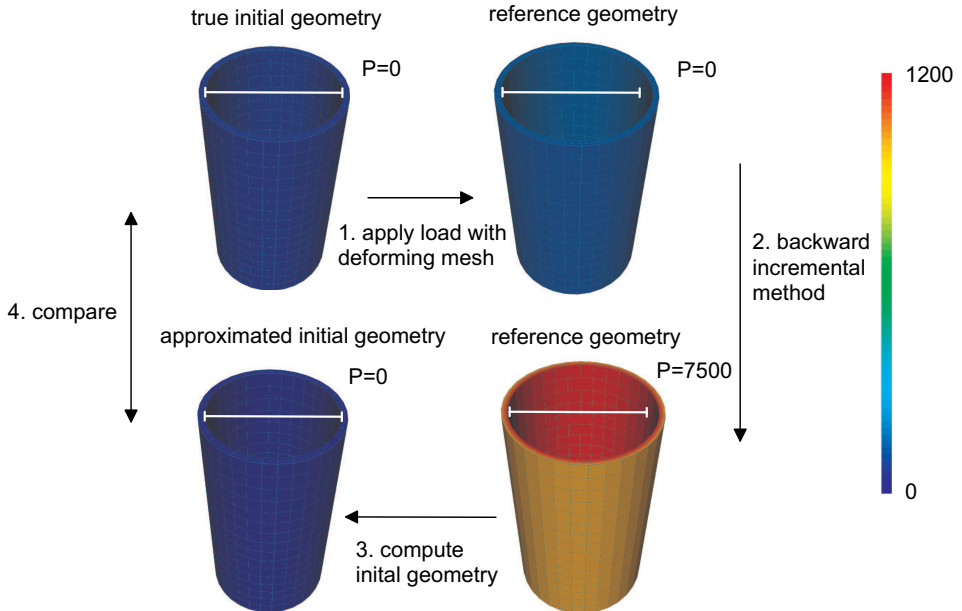 true initial geometry
reference geometry
P=0
P=0
1200
1. apply load with
deforming mesh
2. backward
incremental
method
4. compare
approximated initial geometry
reference geometry
P=0
P=7500
0
3. compute
inital geometry